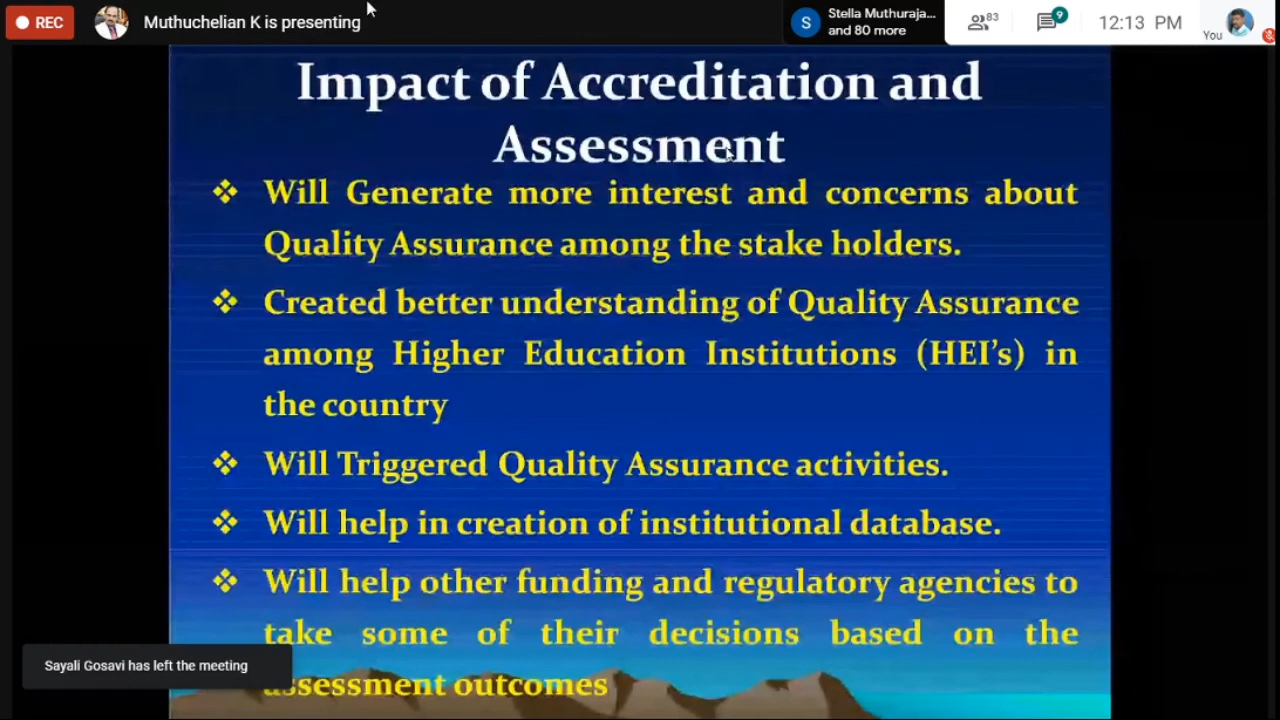 REC
Muthuchelian K is presenting
S
Stella Muthuraja...
and 80 more
83
9
12:13 PM
You
Impact of Accreditation and
Assessment
❖ Will Generate more interest and concerns about
Quality Assurance among the stake holders.
❖ Created better understanding of Quality Assurance
among Higher Education Institutions (HEI's) in
the country
❖ Will Triggered Quality Assurance activities.
❖ Will help in creation of institutional database.
❖ Will help other funding and regulatory agencies to
take some of their decisions based on the
assessment outcomes
Sayali Gosavi has left the meeting